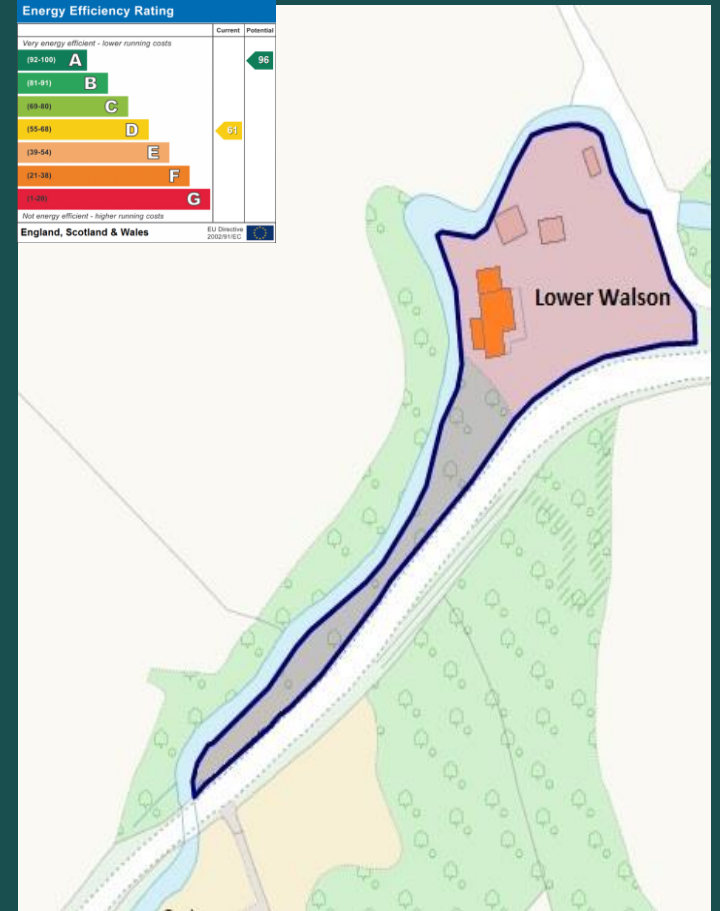 Energy Efficiency Rating
Current Potential
Very energy efficient - lower running costs
(92-100) A 96
(81-91) B
(69-80) C
(55-68) D 61
(39-54) E
(21-38) F
(1-20) G
Not energy efficient - higher running costs
England, Scotland & Wales
EU Directive
2002/91/EC
Lower Walson